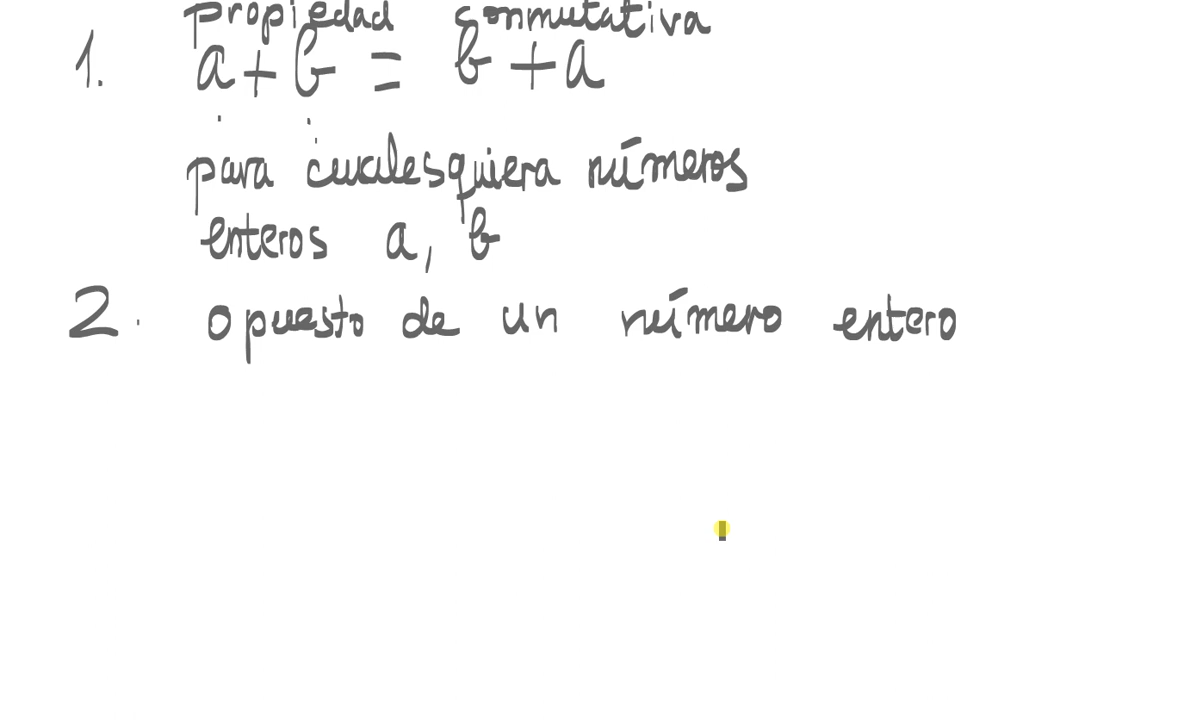 propiedad conmutativa
1. a + b = b + a
para cualesquiera números
enteros a, b
2. opuesto de un número entero